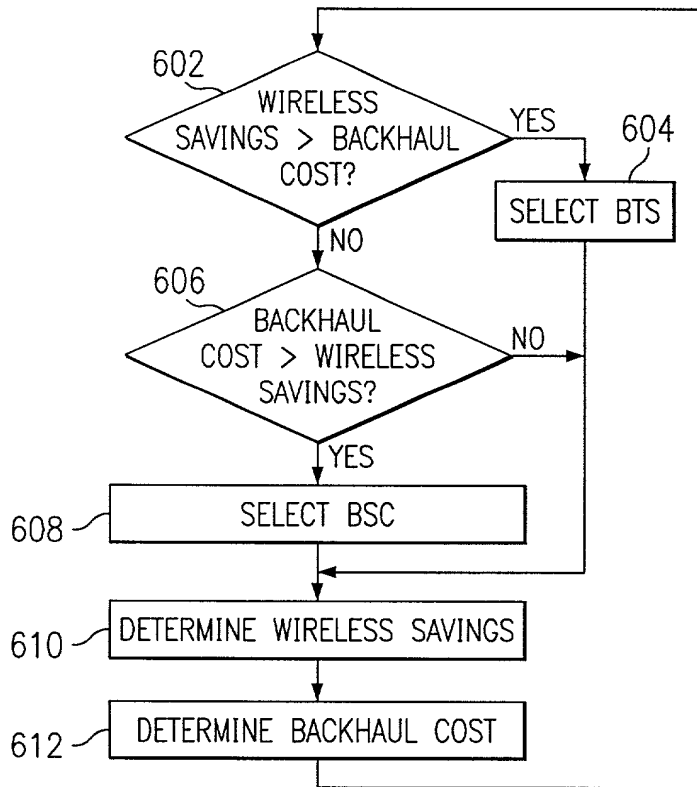 602
WIRELESS
SAVINGS > BACKHAUL
COST?
YES
604
SELECT BTS
NO
606
BACKHAUL
COST > WIRELESS
SAVINGS?
NO
YES
608
SELECT BSC
610
DETERMINE WIRELESS SAVINGS
612
DETERMINE BACKHAUL COST